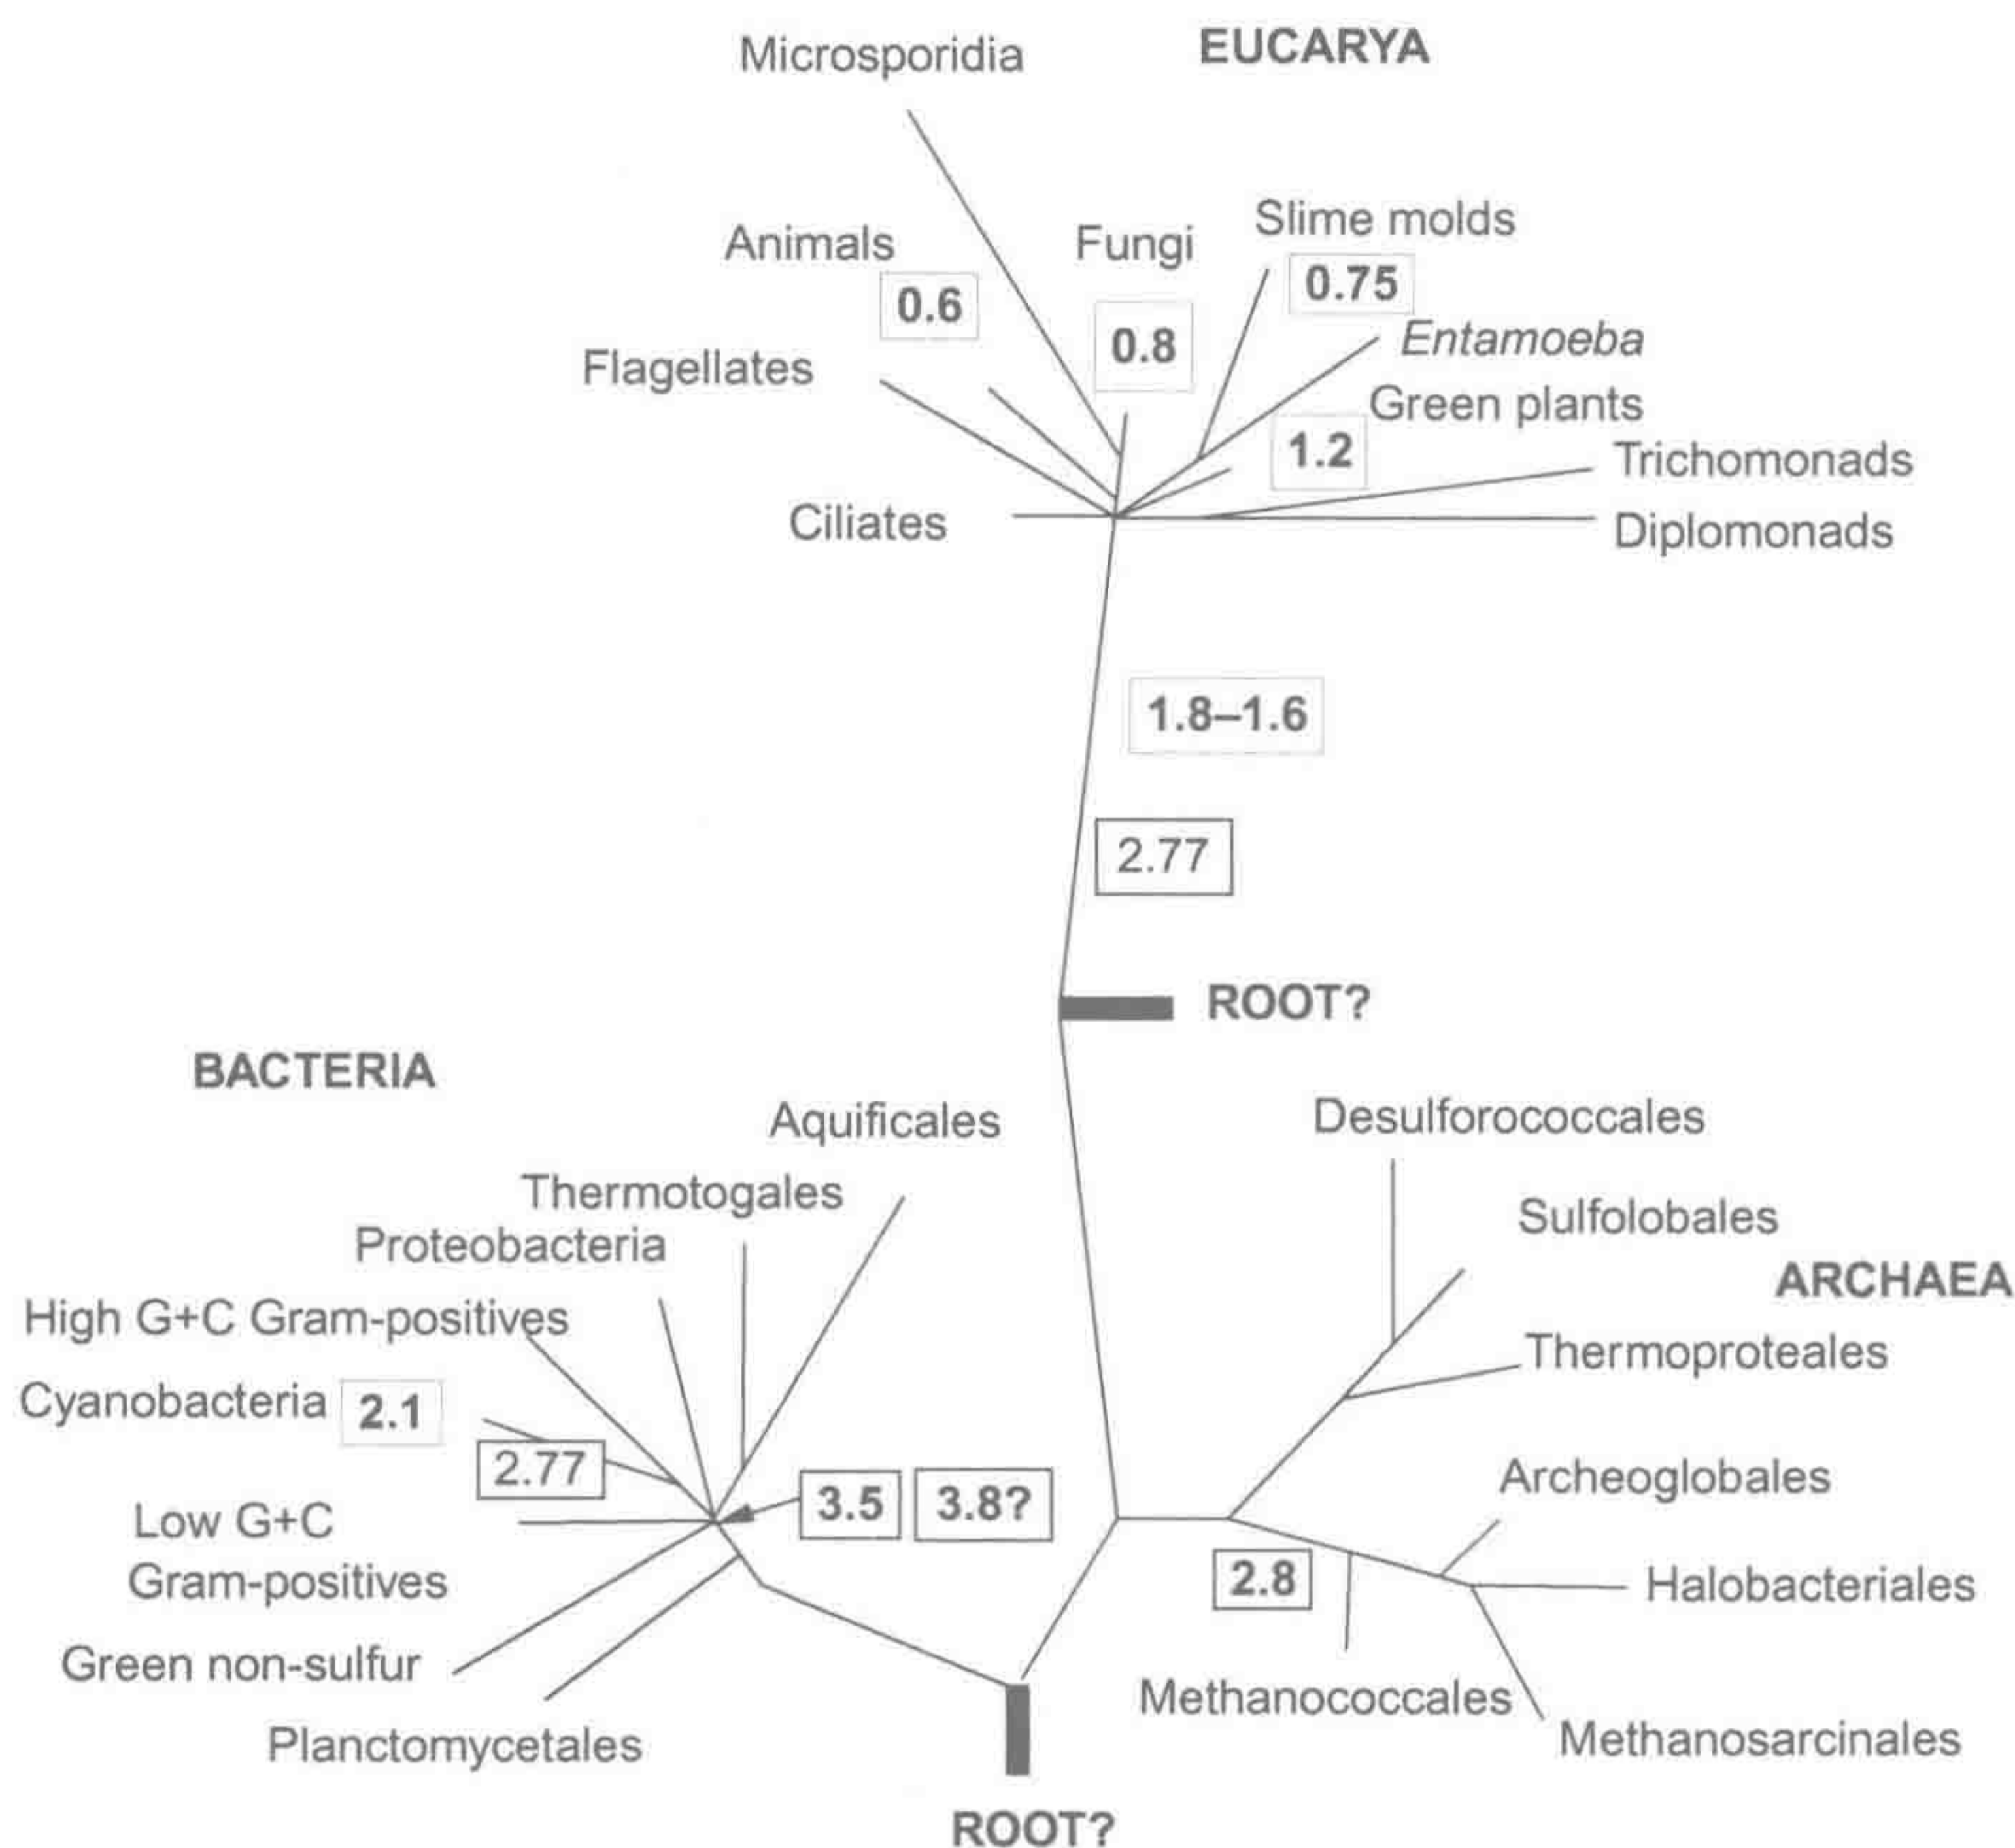 Microsporidia
EUCARYA
Animals
0.6
Fungi
0.8
Slime molds
0.75
Entamoeba
Flagellates
Green plants
1.2
Trichomonads
Ciliates
Diplomonads
1.8–1.6
2.77
ROOT?
BACTERIA
Aquificales
Thermotogales
Proteobacteria
High G+C Gram-positives
Cyanobacteria 2.1
2.77
Low G+C
Gram-positives
3.5 3.8?
Green non-sulfur
Planctomycetales
Desulforococcales
Sulfolobales
ARCHAEA
Thermoproteales
Archeoglobales
2.8
Halobacteriales
Methanococcales
Methanosarcinales
ROOT?